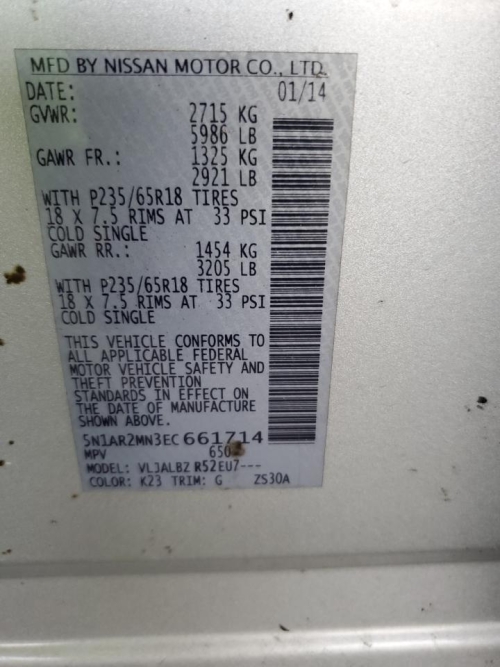 MFD BY NISSAN MOTOR CO., LTD.
DATE: 01/14
GVWR: 2715 KG
5986 LB
GAWR FR.: 1325 KG
2921 LB
WITH P235/65R18 TIRES
18 X 7.5 RIMS AT 33 PSI
COLD SINGLE
GAWR RR.: 1454 KG
3205 LB
WITH P235/65R18 TIRES
18 X 7.5 RIMS AT 33 PSI
COLD SINGLE
THIS VEHICLE CONFORMS TO
ALL APPLICABLE FEDERAL
MOTOR VEHICLE SAFETY AND
THEFT PREVENTION
STANDARDS IN EFFECT ON
THE DATE OF MANUFACTURE
SHOWN ABOVE.
5N1AR2MN3EC661714
MPV
MODEL: VLJALBZ R52EU7---
COLOR: K23 TRIM: G ZS30A